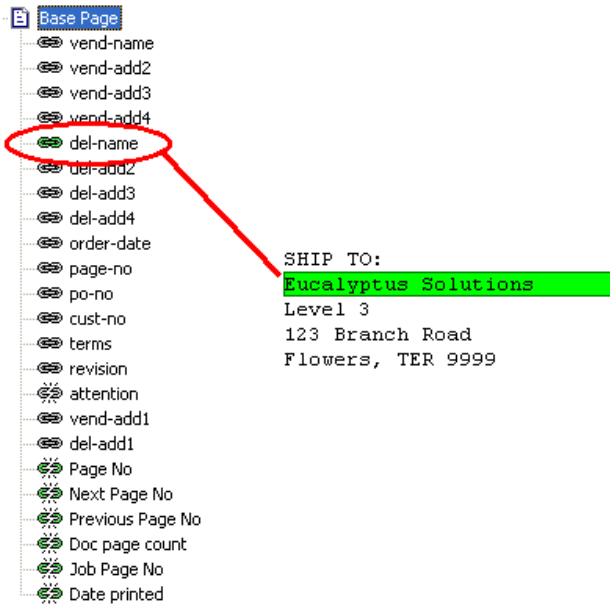 Base Page
vend-name
vend-add2
vend-add3
vend-add4
del-name
del-add2
del-add3
del-add4
order-date
page-no
po-no
cust-no
terms
revision
attention
vend-add1
del-add1
Page No
Next Page No
Previous Page No
Doc page count
Job Page No
Date printed
SHIP TO:
Eucalyptus Solutions
Level 3
123 Branch Road
Flowers, TER 9999